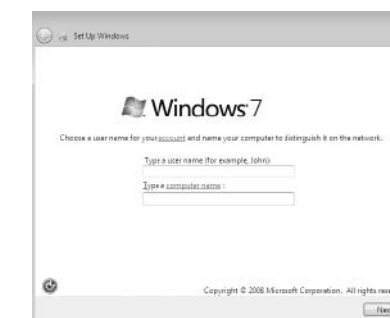 Set Up Windows
Windows 7
Choose a user name for your account and name your computer to distinguish it on the network.
Type a user name (for example, John):
Type a computer name:
Copyright © 2008 Microsoft Corporation. All rights